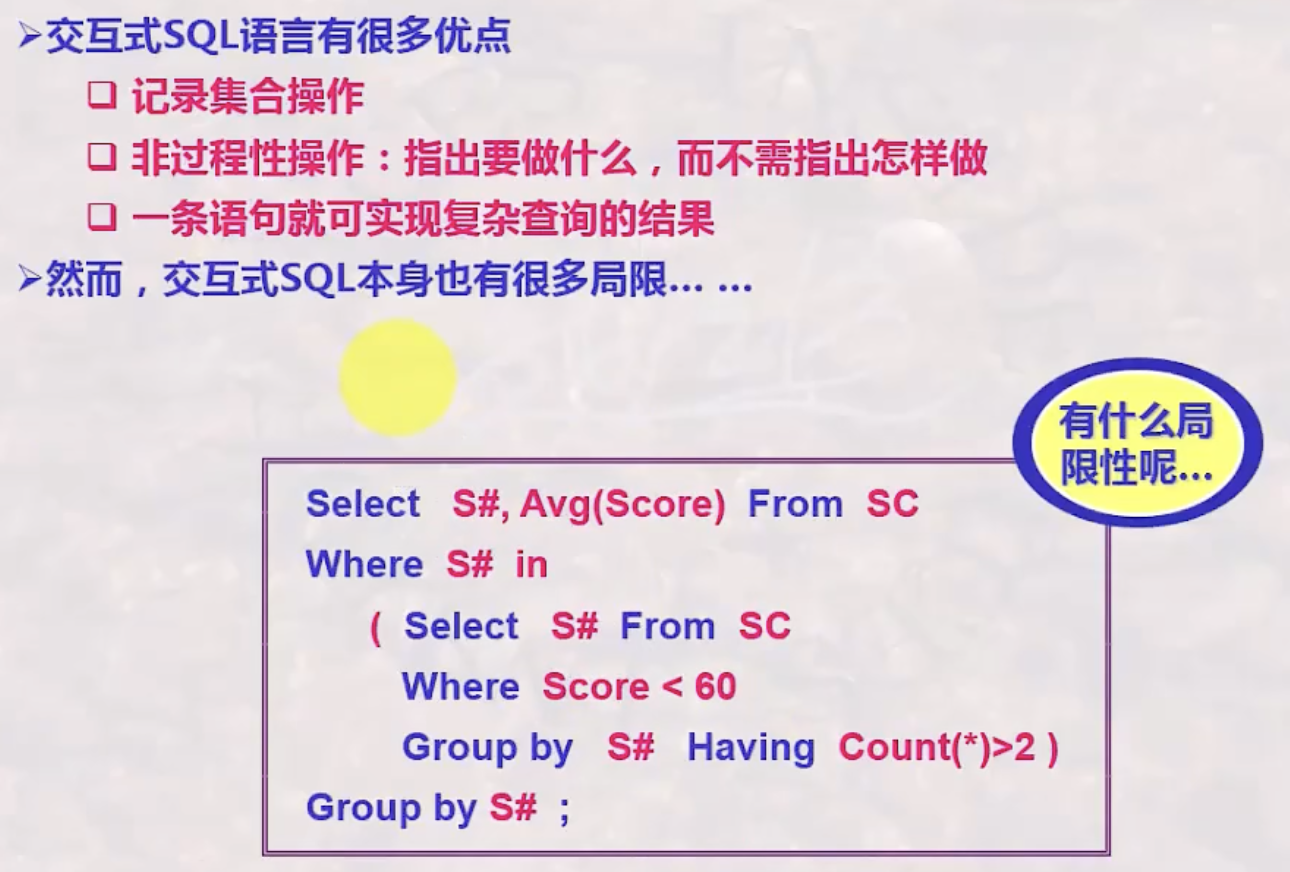 ➢交互式SQL语言有很多优点
❑ 记录集合操作
❑ 非过程性操作：指出要做什么，而不需指出怎样做
❑ 一条语句就可实现复杂查询的结果
➢然而，交互式SQL本身也有很多局限… …
有什么局
限性呢…
Select S#, Avg(Score) From SC
Where S# in
( Select S# From SC
Where Score < 60
Group by S# Having Count(*)>2 )
Group by S# ;